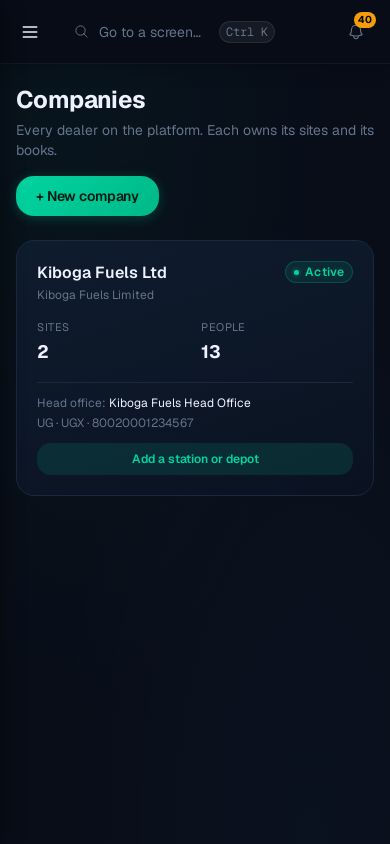 Go to a screen...
Ctrl K
40
Companies
Every dealer on the platform. Each owns its sites and its
books.
+ New company
Kiboga Fuels Ltd
Active
Kiboga Fuels Limited
SITES
PEOPLE
2
13
Head office: Kiboga Fuels Head Office
UG · UGX · 80020001234567
Add a station or depot